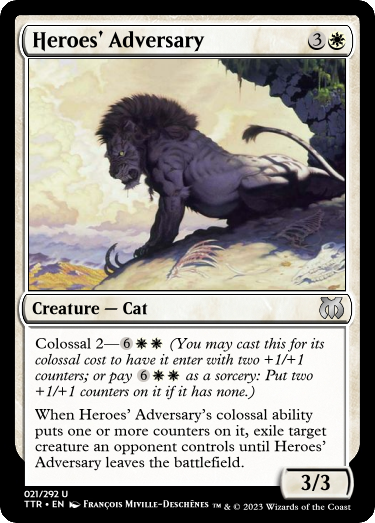 Heroes’ Adversary 3
Creature — Cat
Colossal 2—6 (You may cast this for its
colossal cost to have it enter with two +1/+1
counters; or pay 6 as a sorcery: Put two
+1/+1 counters on it if it has none.)
When Heroes’ Adversary’s colossal ability
puts one or more counters on it, exile target
creature an opponent controls until Heroes’
Adversary leaves the battlefield.
3/3
021/292 U
TTR • EN François Miville-Deschênes ™ & © 2023 Wizards of the Coast